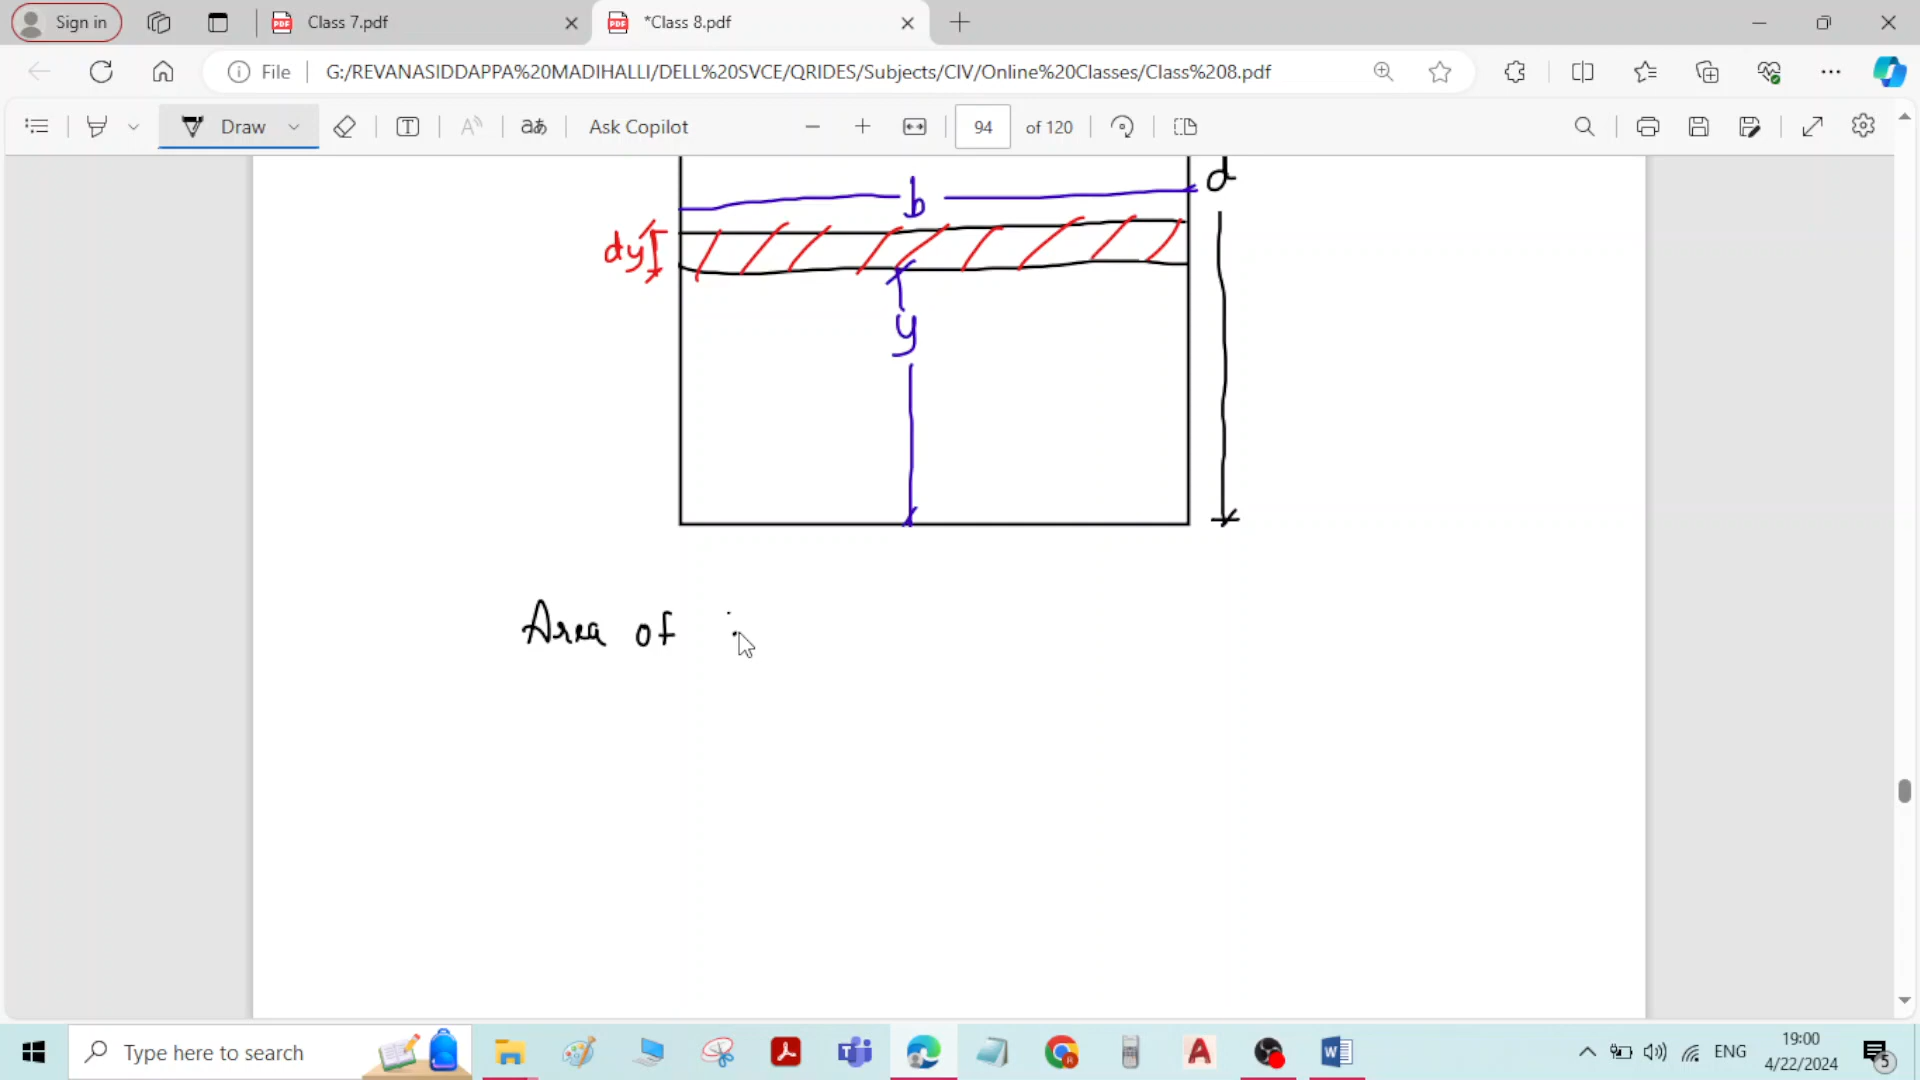 Sign in
Class 7.pdf
*Class 8.pdf
File
G:/REVANASIDDAPPA%20MADIHALLI/DELL%20SVCE/QRIDES/Subjects/CIV/Online%20Classes/Class%208.pdf
Draw
Ask Copilot
94
of 120
d
b
dy
y
Area of
Type here to search
ENG
19:00
4/22/2024
5